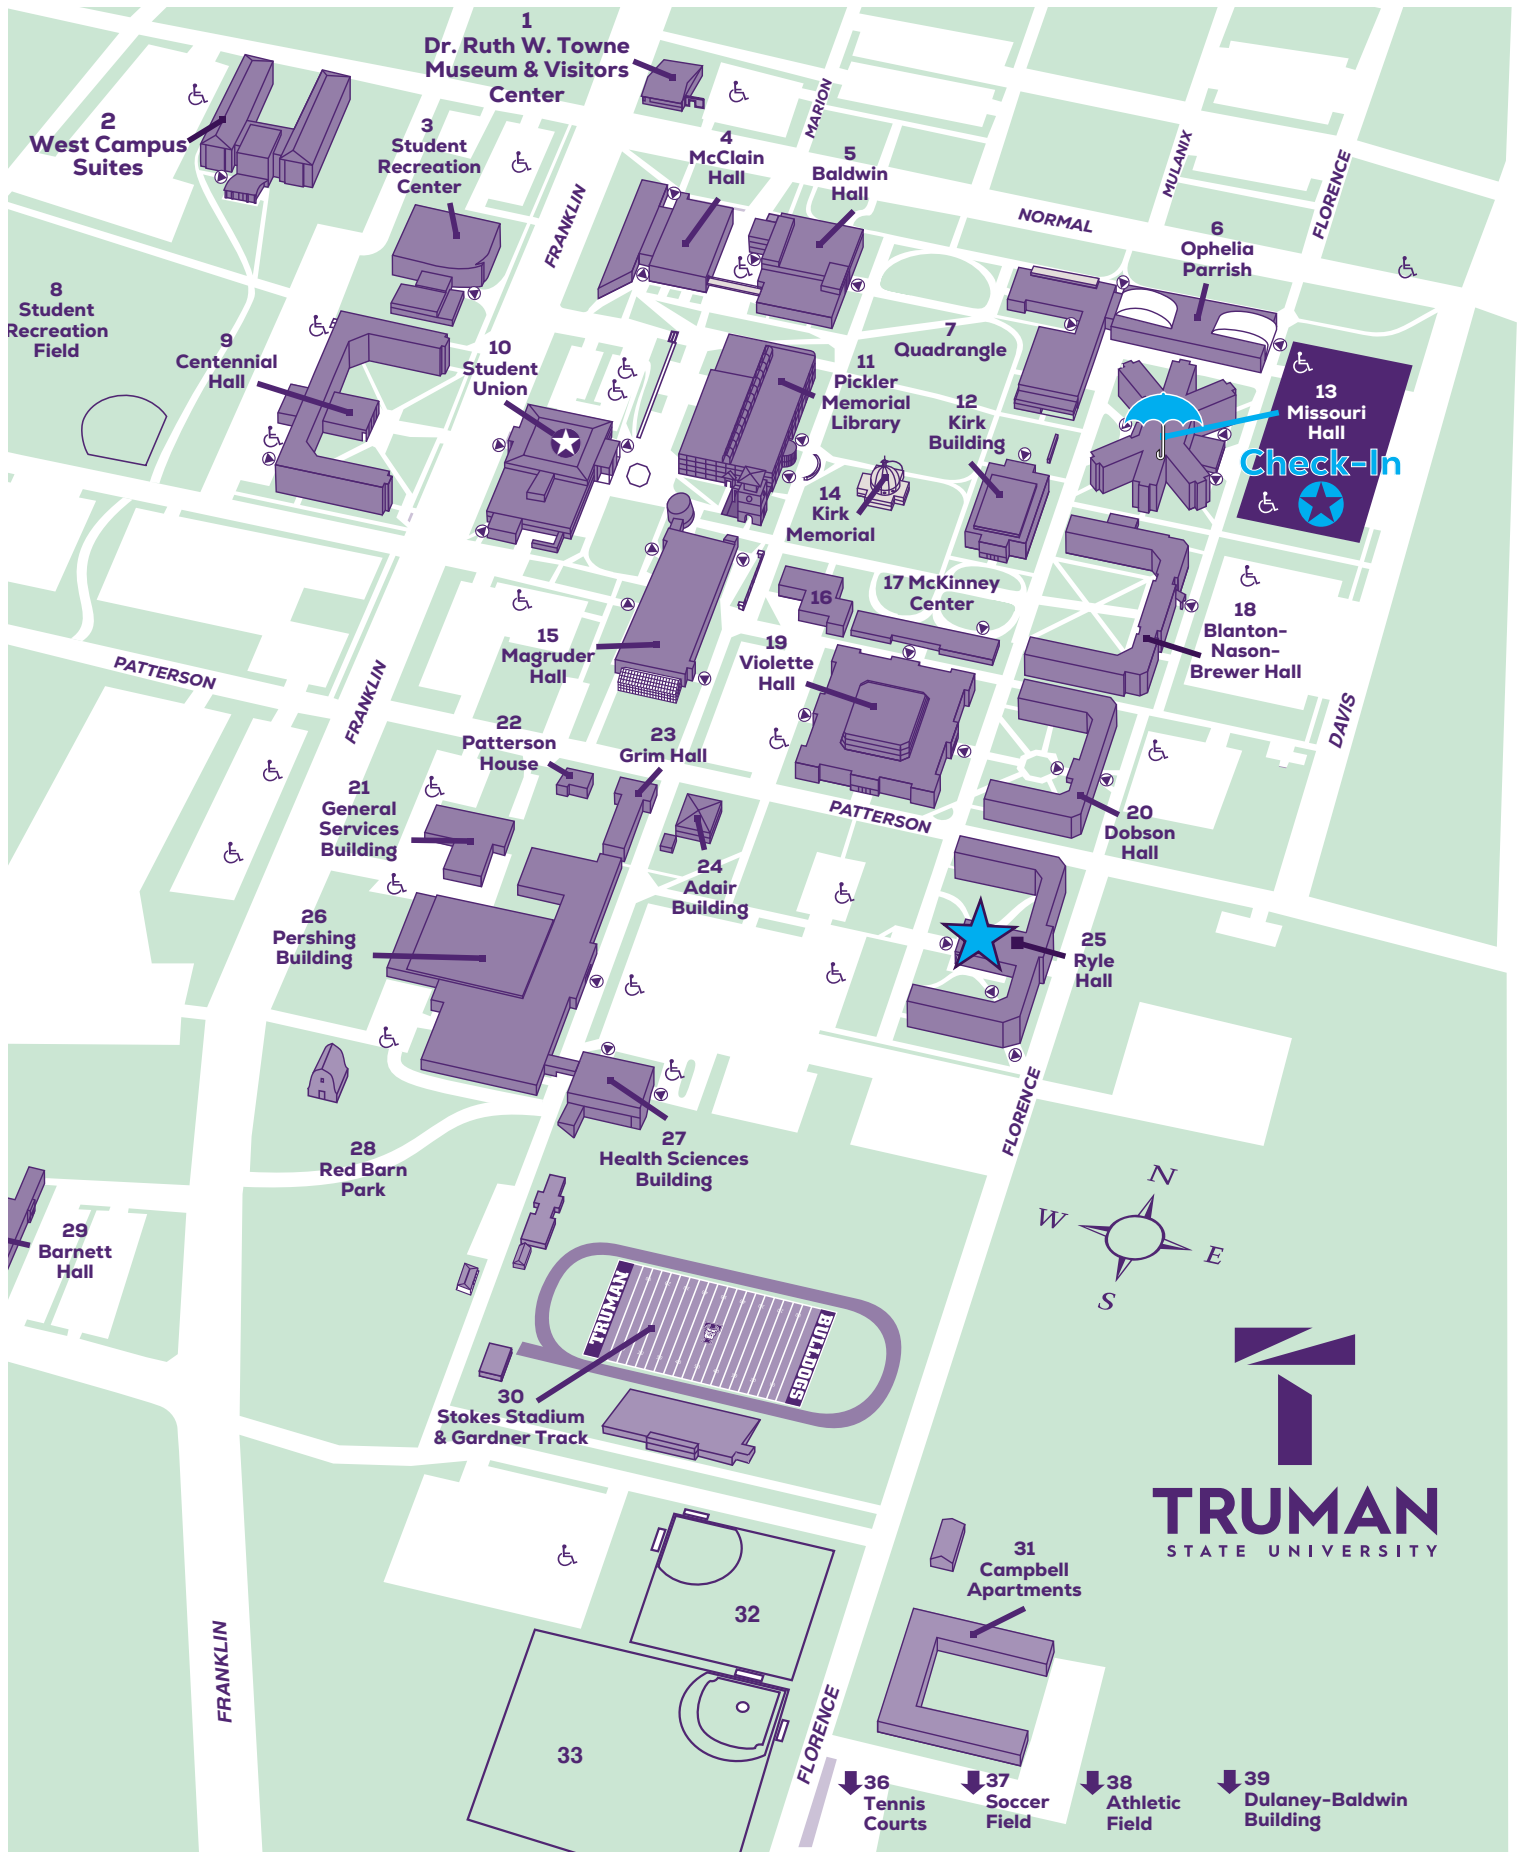 1
Dr. Ruth W. Towne
Museum & Visitors
Center
2
West Campus
Suites
3
Student
Recreation
Center
FRANKLIN
MARION
4
McClain
Hall
5
Baldwin
Hall
MULANIX
FLORENCE
NORMAL
6
Ophelia
Parrish
8
Student
Recreation
Field
9
Centennial
Hall
10
Student
Union
7
Quadrangle
11
Pickler
Memorial
Library
12
Kirk
Building
13
Missouri
Hall
Check-In
14
Kirk
Memorial
15
Magruder
Hall
16
17 McKinney
Center
18
Blanton-
Nason-
Brewer Hall
19
Violette
Hall
PATTERSON
FRANKLIN
DAVIS
22
Patterson
House
23
Grim Hall
21
General
Services
Building
PATTERSON
20
Dobson
Hall
24
Adair
Building
26
Pershing
Building
25
Ryle
Hall
FLORENCE
27
Health Sciences
Building
28
Red Barn
Park
29
Barnett
Hall
N
W
E
S
TRUMAN
BULLDOGS
30
Stokes Stadium
& Gardner Track
TRUMAN
STATE UNIVERSITY
31
Campbell
Apartments
32
33
FRANKLIN
FLORENCE
36
Tennis
Courts
37
Soccer
Field
38
Athletic
Field
39
Dulaney-Baldwin
Building